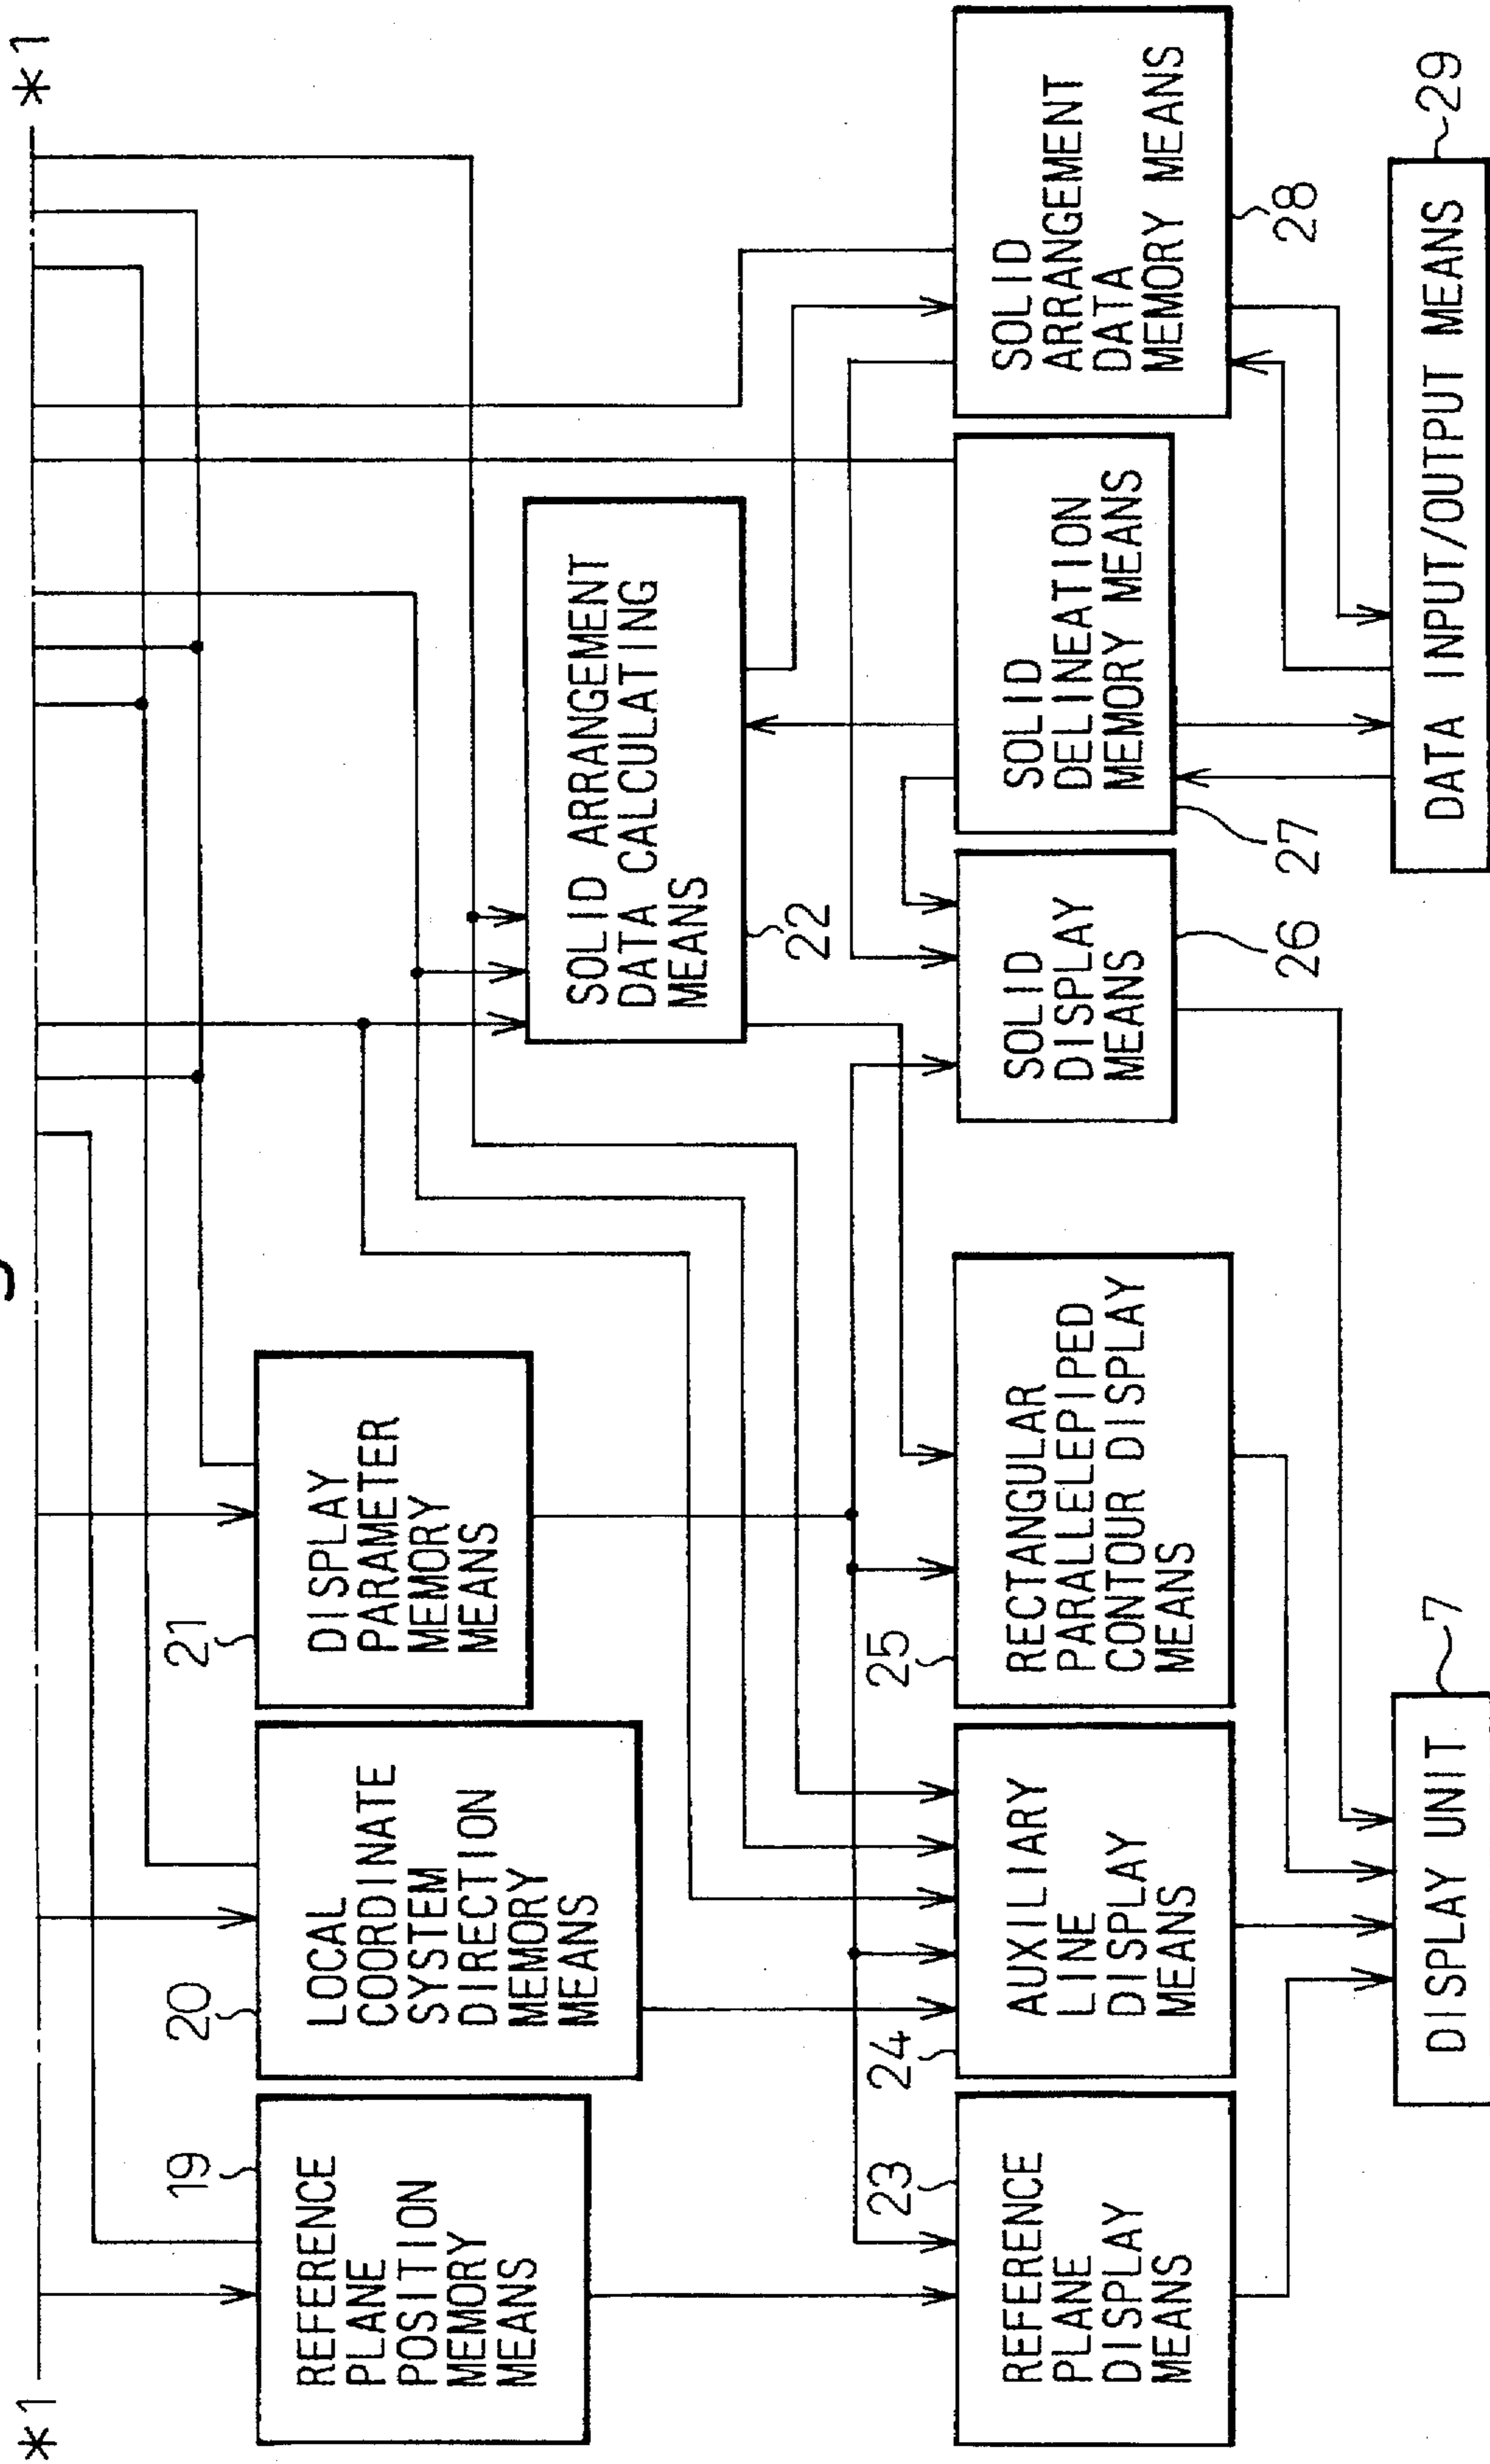 *1
*1
19
REFERENCE
PLANE
POSITION
MEMORY
MEANS
20
LOCAL
COORDINATE
SYSTEM
DIRECTION
MEMORY
MEANS
21
DISPLAY
PARAMETER
MEMORY
MEANS
SOLID ARRANGEMENT
DATA CALCULATING
MEANS
22
23
REFERENCE
PLANE
DISPLAY
MEANS
24
AUXILIARY
LINE
DISPLAY
MEANS
25
RECTANGULAR
PARALLELEPIPED
CONTOUR DISPLAY
MEANS
SOLID
DISPLAY
MEANS
26
SOLID
DELINEATION
MEMORY MEANS
27
SOLID
ARRANGEMENT
DATA
MEMORY MEANS
28
DISPLAY UNIT
7
DATA INPUT/OUTPUT MEANS
29